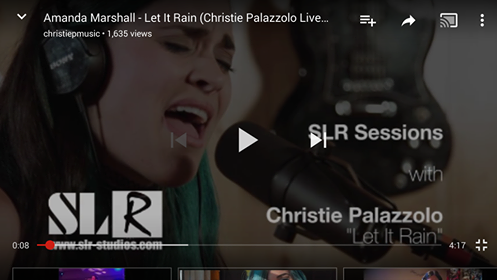 Amanda Marshall - Let It Rain (Christie Palazzolo Live...
christiepmusic • 1,635 views
SLR Sessions
with
Christie Palazzolo
"Let It Rain"
SLR
www.slr-studios.com
0:08
4:17